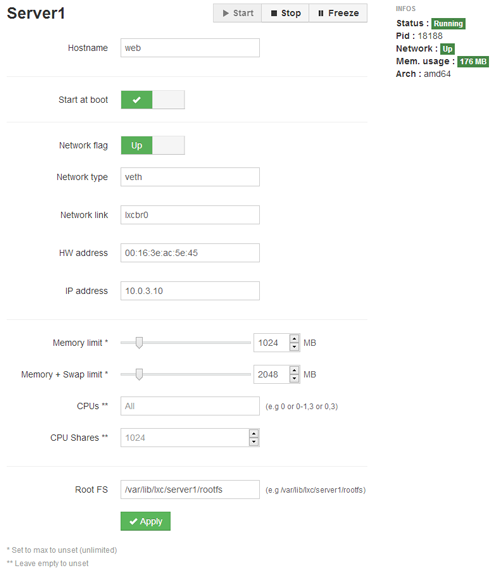 Server1
Start Stop Freeze
Hostname web
Start at boot
Network flag Up
Network type veth
Network link lxcbr0
HW address 00:16:3e:ac:5e:45
IP address 10.0.3.10
Memory limit * 1024 MB
Memory + Swap limit * 2048 MB
CPUs ** All (e.g 0 or 0-1,3 or 0,3)
CPU Shares ** 1024
Root FS /var/lib/lxc/server1/rootfs (e.g./var/lib/lxc/server1/rootfs)
Apply
* Set to max to unset (unlimited)
** Leave empty to unset
INFOS
Status : Running
Pid : 18188
Network : Up
Mem. usage : 176 MB
Arch : amd64